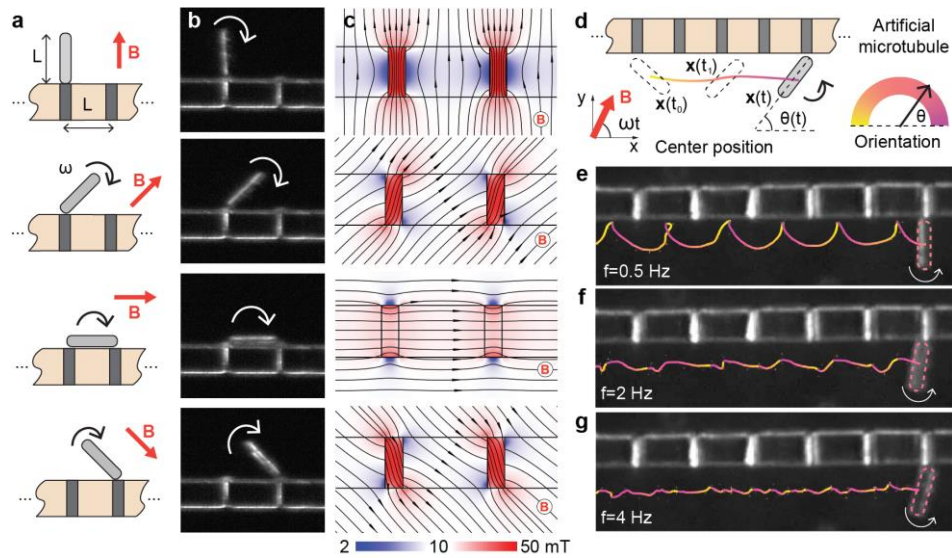 a
L
B
L
ω
B
B
B
b
c
B
B
B
B
2 10 50 mT
d
Artificial
microtubule
x(t₁)
x(t₀)
x(t)
y
B
ωt
x
θ(t)
Center position
θ
Orientation
e
f=0.5 Hz
f
f=2 Hz
g
f=4 Hz